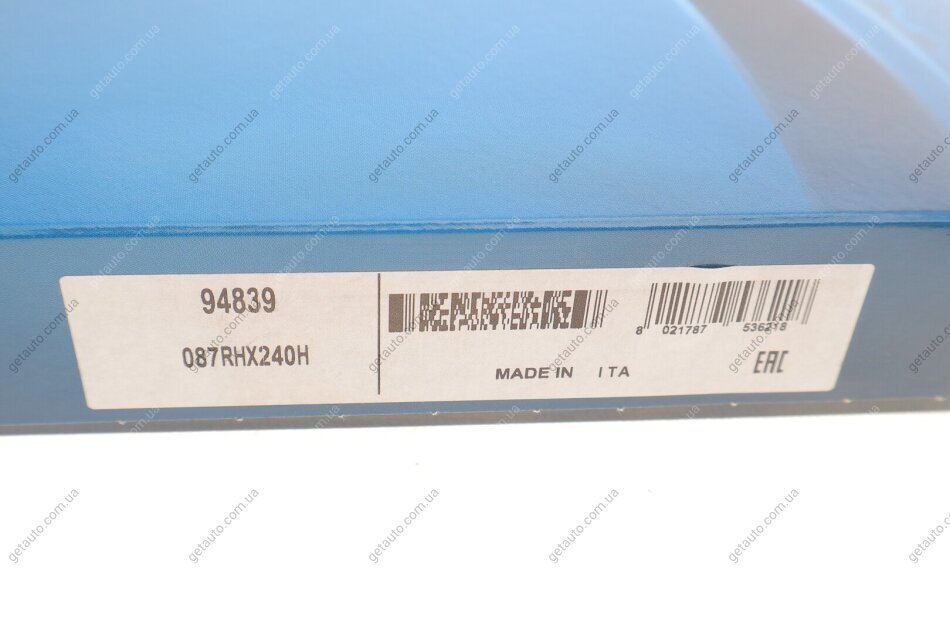 94839
087RHX240H
8 021787 536218
MADE IN ITA
EAC
getauto.com.ua